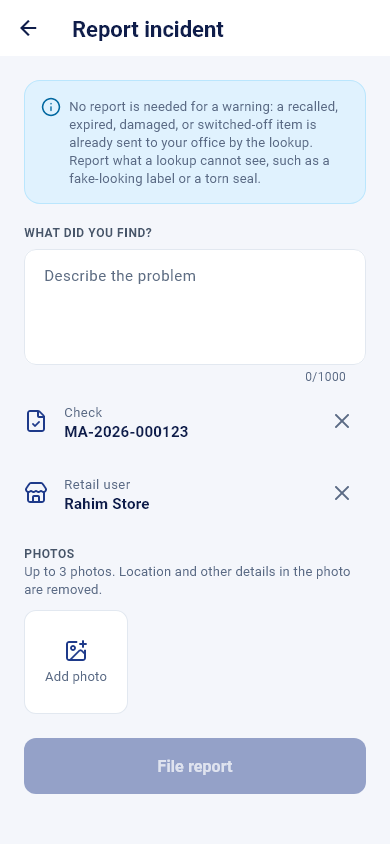 Report incident
No report is needed for a warning: a recalled,
expired, damaged, or switched-off item is
already sent to your office by the lookup.
Report what a lookup cannot see, such as a
fake-looking label or a torn seal.
WHAT DID YOU FIND?
Describe the problem
0/1000
Check
MA-2026-000123
Retail user
Rahim Store
PHOTOS
Up to 3 photos. Location and other details in the photo
are removed.
Add photo
File report